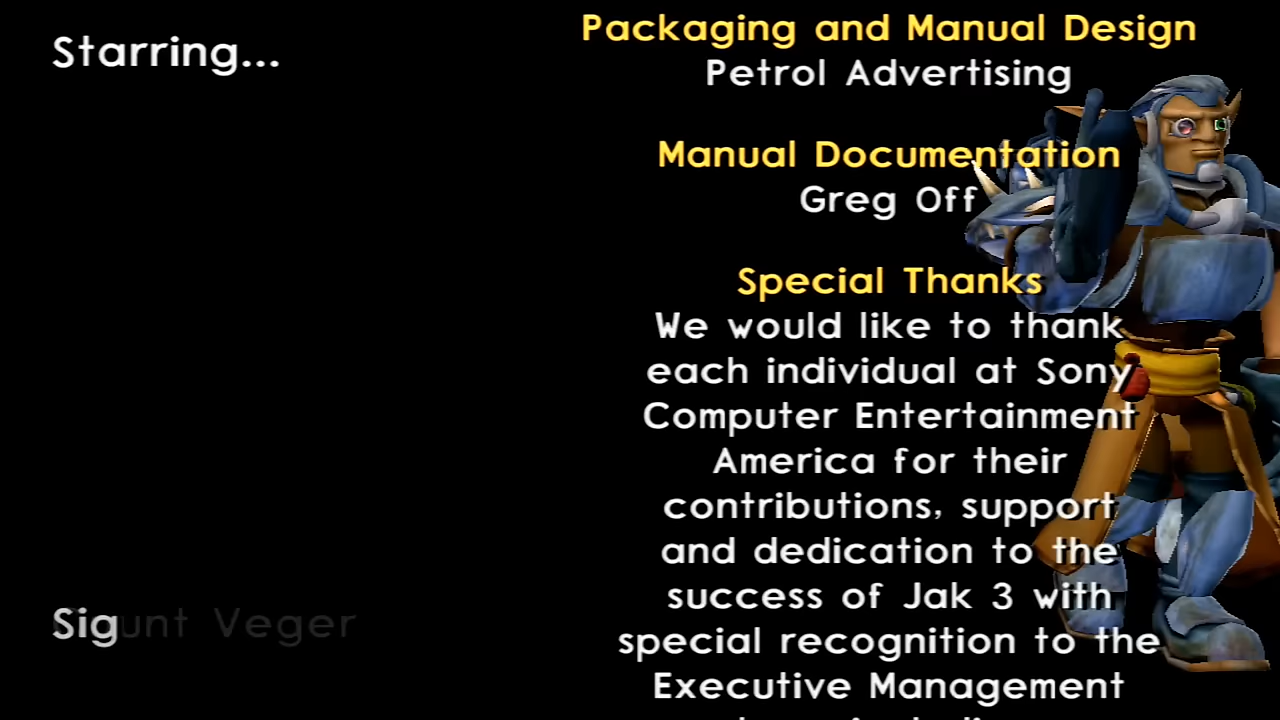 Starring...
Packaging and Manual Design
Petrol Advertising
Manual Documentation
Greg Off
Special Thanks
We would like to thank
each individual at Sony
Computer Entertainment
America for their
contributions, support
and dedication to the
success of Jak 3 with
special recognition to the
Executive Management
Sig
Veger